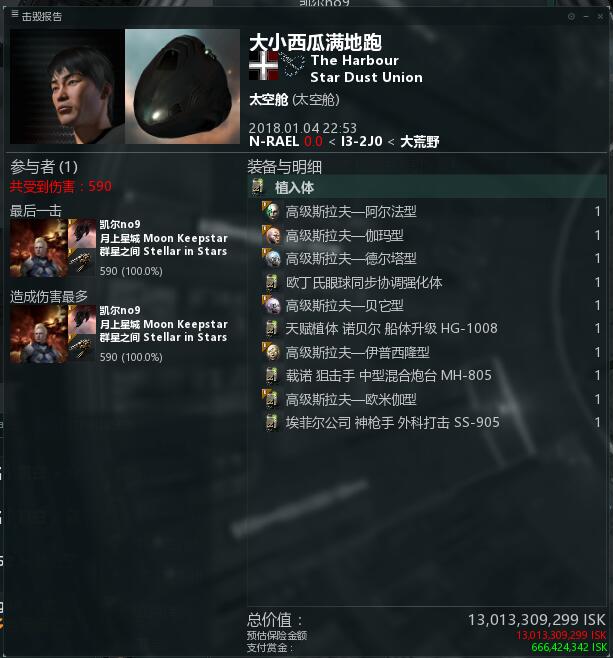 凯尔no9
击毁报告
大小西瓜满地跑
The Harbour
Star Dust Union
太空舱 (太空舱)
2018.01.04 22:53
N-RAEL 0.0 < I3-2J0 < 大荒野
参与者 (1)
共受到伤害：590
最后一击
凯尔no9
月上星城 Moon Keepstar
群星之间 Stellar in Stars
590 (100.0%)
造成伤害最多
凯尔no9
月上星城 Moon Keepstar
群星之间 Stellar in Stars
590 (100.0%)
装备与明细
植入体
高级斯拉夫—阿尔法型 1
高级斯拉夫—伽玛型 1
高级斯拉夫—德尔塔型 1
欧丁氏眼球同步协调强化体 1
高级斯拉夫—贝它型 1
天赋植体 诺贝尔 船体升级 HG-1008 1
高级斯拉夫—伊普西隆型 1
载诺 狙击手 中型混合炮台 MH-805 1
高级斯拉夫—欧米伽型 1
埃菲尔公司 神枪手 外科打击 SS-905 1
总价值： 13,013,309,299 ISK
预估保险金额 13,013,309,299 ISK
支付赏金： 666,424,342 ISK